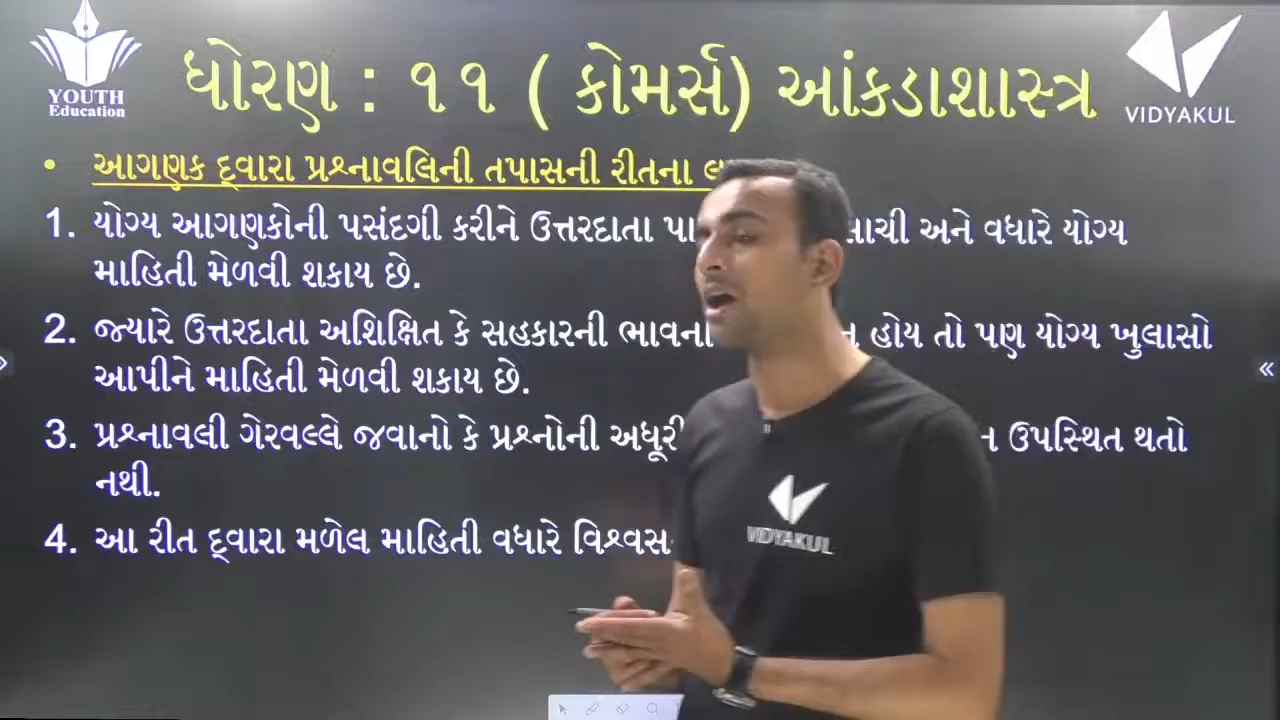 YOUTH
Education
ધોરણ : ૧૧ ( કોમર્સ) આંકડાશાસ્ત્ર
VIDYAKUL
• આગણક દ્વારા પ્રશ્નાવલિની તપાસની રીતના
1. યોગ્ય આગણકોની પસંદગી કરીને ઉત્તરદાતા સાચી અને વધારે યોગ્ય
માહિતી મેળવી શકાય છે.
2. જ્યારે ઉત્તરદાતા અશિક્ષિત કે સહકારની ભાવના ન હોય તો પણ યોગ્ય ખુલાસો
આપીને માહિતી મેળવી શકાય છે.
3. પ્રશ્નાવલી ગેરવલ્લે જવાનો કે પ્રશ્નોની ઉપસ્થિત થતો
નથી.
4. આ રીત દ્વારા મળેલ માહિતી વધારે
VIDYAKUL